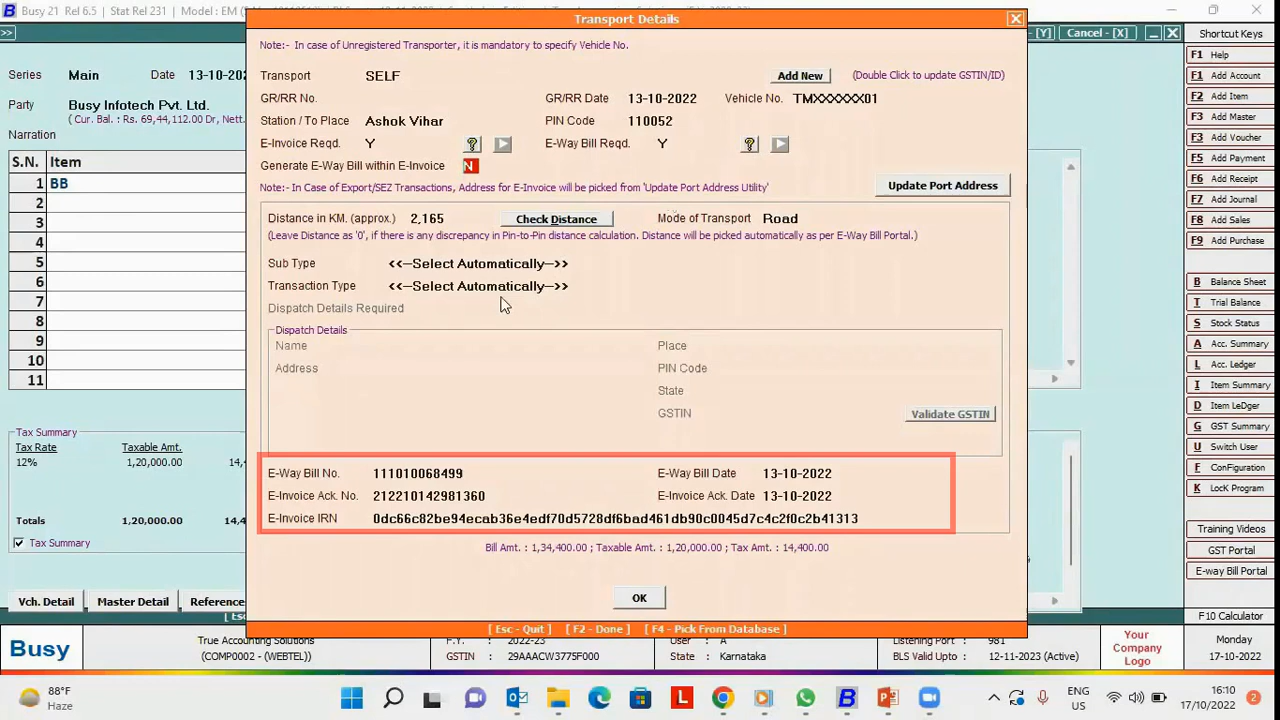 Busy 21 Rel 6.5
Stat Rel 231
Transport Details
>>
- [Y]
Cancel - [X]
Shortcut Keys
Note:- In case of Unregistered Transporter, it is mandatory to specify Vehicle No.
F1 Help
Series Main Date 13-10-202
Transport SELF Add New (Double Click to update GSTIN/ID)
F1 Add Account
F2 Add Item
Party Busy Infotech Pvt. Ltd.
GR/RR No. GR/RR Date 13-10-2022 Vehicle No. TMXXXXXX01
(Cur. Bal. : Rs. 69,44,112.00 Dr, Nett.
Station / To Place Ashok Vihar PIN Code 110052
F3 Add Master
Narration
E-Invoice Reqd. Y ? E-Way Bill Reqd. Y ?
F3 Add Voucher
S.N. Item
Generate E-Way Bill within E-Invoice N
F5 Add Payment
1 BB
Note:- In Case of Export/SEZ Transactions, Address for E-Invoice will be picked from 'Update Port Address Utility' Update Port Address
F6 Add Receipt
2
F7 Add Journal
3
Distance in KM. (approx.) 2,165 Check Distance Mode of Transport Road
F8 Add Sales
4
(Leave Distance as '0', if there is any discrepancy in Pin-to-Pin distance calculation. Distance will be picked automatically as per E-Way Bill Portal.)
F9 Add Purchase
5
Sub Type <<--Select Automatically-->>
6
Transaction Type <<--Select Automatically-->>
B Balance Sheet
7
Dispatch Details Required
T Trial Balance
8
Dispatch Details
S Stock Status
9
Name Place
A Acc. Summary
10
Address PIN Code
L Acc. Ledger
11
State
I Item Summary
GSTIN Validate GSTIN
D Item LeDger
Tax Summary
G GST Summary
Tax Rate Taxable Amt.
U Switch User
12% 1,20,000.00 14,4
E-Way Bill No. 111010068499 E-Way Bill Date 13-10-2022
F ConFiguration
E-Invoice Ack. No. 212210142981360 E-Invoice Ack. Date 13-10-2022
K LocK Program
Totals 1,20,000.00 14,4
E-Invoice IRN 0dc66c82be94ecab36e4edf70d5728df6bad461db90c0045d7c4c2f0c2b41313
Training Videos
Tax Summary
Bill Amt. : 1,34,400.00 ; Taxable Amt. : 1,20,000.00 ; Tax Amt. : 14,400.00
GST Portal
E-way Bill Portal
Vch. Detail Master Detail
OK
F10 Calculator
[ Esc - Quit ] [ F2 - Done ] [ F4 - Pick From Database ]
Busy
True Accounting Solutions
(COMP0002 - (WEBTEL))
F.Y. : 2022-23
GSTIN : 29AAACW3775F000
User : A
State : Karnataka
Listening Port : 981
BLS Valid Upto : 12-11-2023 (Active)
Your Company Logo
Monday
17-10-2022
88°F
Haze
L
B
ENG
US
16:10
17/10/2022
2